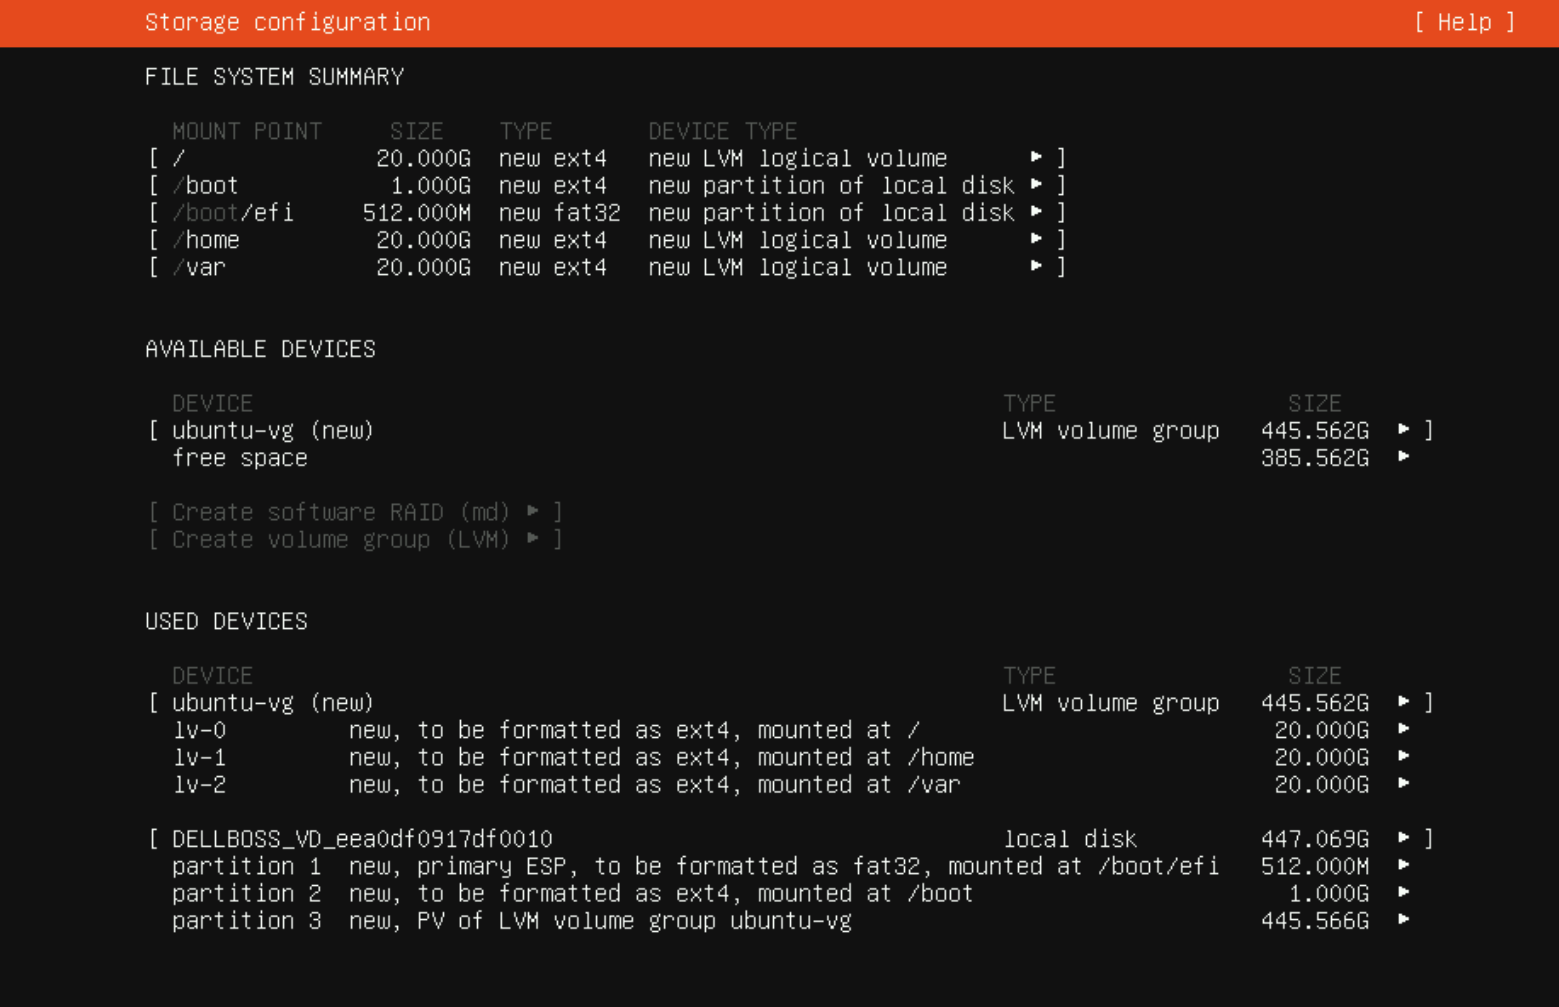 Storage configuration [ Help ]
FILE SYSTEM SUMMARY
MOUNT POINT SIZE TYPE DEVICE TYPE
[ / 20.000G new ext4 new LVM logical volume ▸ ]
[ /boot 1.000G new ext4 new partition of local disk ▸ ]
[ /boot/efi 512.000M new fat32 new partition of local disk ▸ ]
[ /home 20.000G new ext4 new LVM logical volume ▸ ]
[ /var 20.000G new ext4 new LVM logical volume ▸ ]
AVAILABLE DEVICES
DEVICE TYPE SIZE
[ ubuntu-vg (new) LVM volume group 445.562G ▸ ]
free space 385.562G ▸
[ Create software RAID (md) ▸ ]
[ Create volume group (LVM) ▸ ]
USED DEVICES
DEVICE TYPE SIZE
[ ubuntu-vg (new) LVM volume group 445.562G ▸ ]
lv-0 new, to be formatted as ext4, mounted at / 20.000G ▸
lv-1 new, to be formatted as ext4, mounted at /home 20.000G ▸
lv-2 new, to be formatted as ext4, mounted at /var 20.000G ▸
[ DELLBOSS_VD_eea0df0917df0010 local disk 447.069G ▸ ]
partition 1 new, primary ESP, to be formatted as fat32, mounted at /boot/efi 512.000M ▸
partition 2 new, to be formatted as ext4, mounted at /boot 1.000G ▸
partition 3 new, PV of LVM volume group ubuntu-vg 445.566G ▸